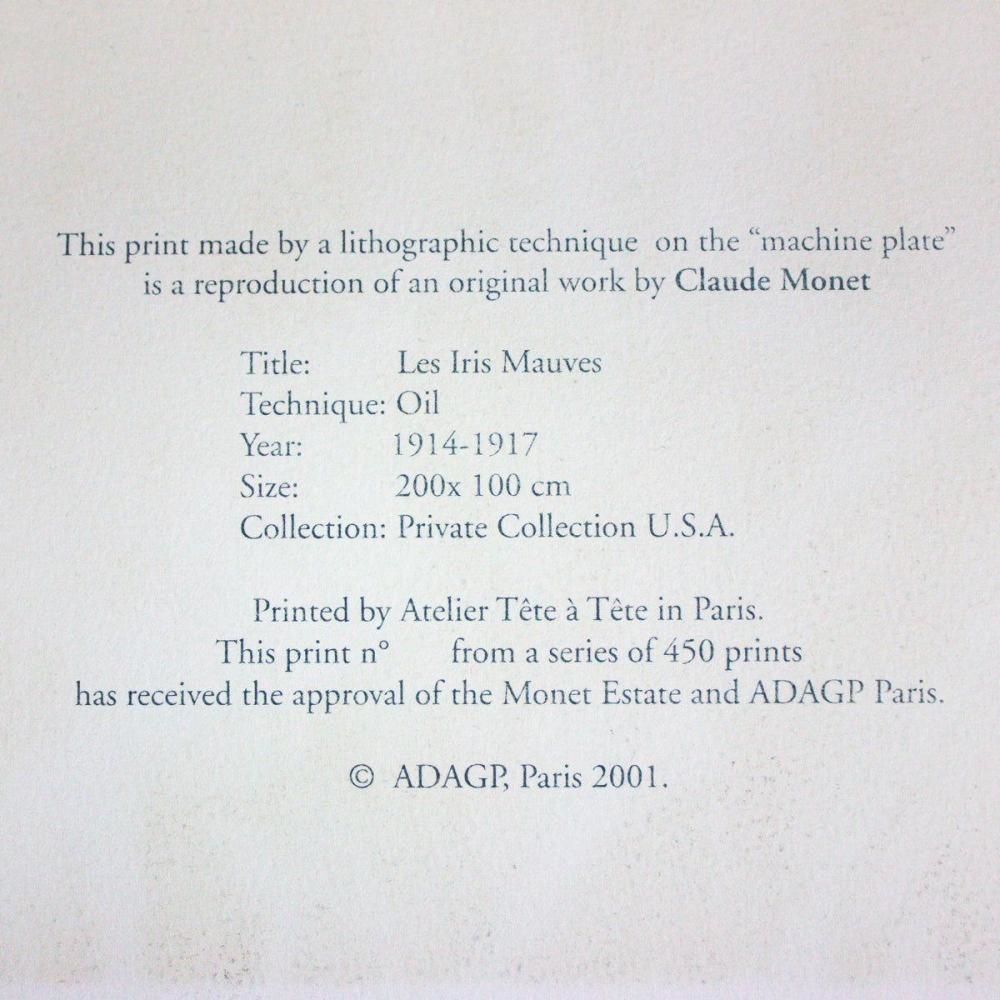 This print made by a lithographic technique on the “machine plate”
is a reproduction of an original work by Claude Monet
Title: Les Iris Mauves
Technique: Oil
Year: 1914-1917
Size: 200x 100 cm
Collection: Private Collection U.S.A.
Printed by Atelier Tête à Tête in Paris.
This print n° from a series of 450 prints
has received the approval of the Monet Estate and ADAGP Paris.
© ADAGP, Paris 2001.